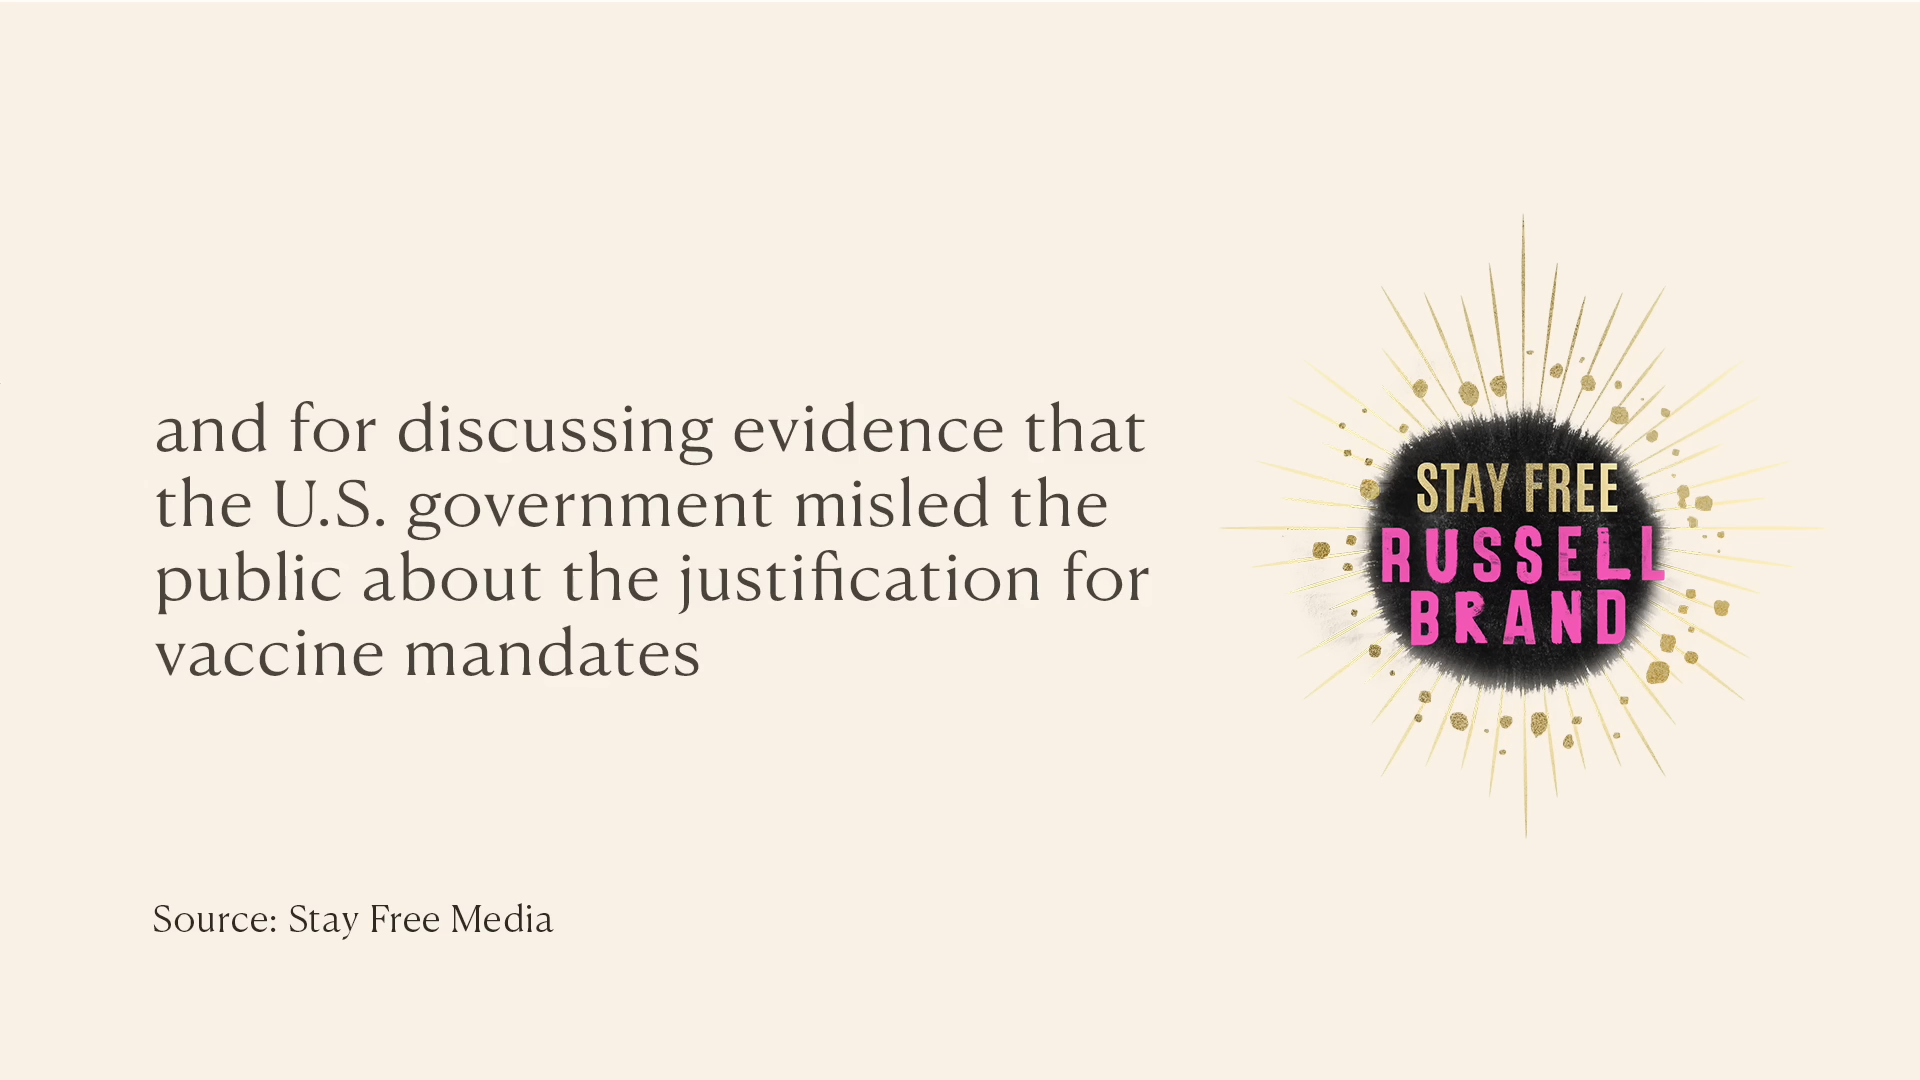 and for discussing evidence that
the U.S. government misled the
public about the justification for
vaccine mandates
STAY FREE
RUSSELL
BRAND
Source: Stay Free Media